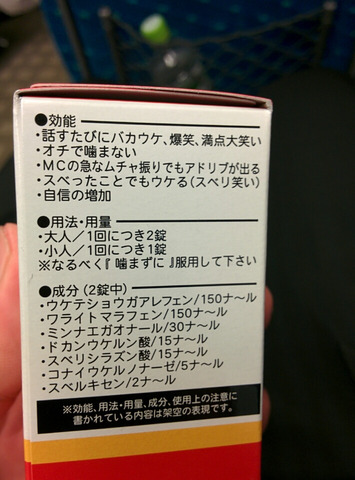 ●効能
・話すたびにバカウケ、爆笑、満点大笑い
・オチで噛まない
・MCの急なムチャ振りでもアドリブが出る
・スベったことでもウケる(スベリ笑い)
・自信の増加
●用法・用量
・大人/1回につき2錠
・小人/1回につき1錠
※なるべく『噛まずに』服用して下さい
●成分(2錠中)
・ウケテショウガアレフェン/150ナ〜ル
・ワライトマラフェン/150ナ〜ル
・ミンナエガオナール/30ナ〜ル
・ドカンウケルン酸/15ナ〜ル
・スベリシラズン酸/15ナ〜ル
・コナイウケルノナーゼ/5ナ〜ル
・スベルキセン/2ナ〜ル
※効能、用法・用量、成分、使用上の注意に
書かれている内容は架空の表現です。